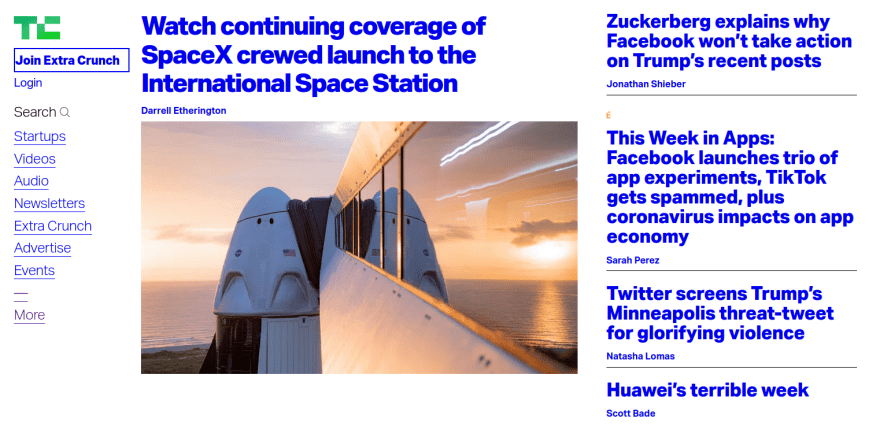 TC
Join Extra Crunch
Login
Search
Startups
Videos
Audio
Newsletters
Extra Crunch
Advertise
Events
—
More
Watch continuing coverage of
SpaceX crewed launch to the
International Space Station
Darrell Etherington
Zuckerberg explains why
Facebook won’t take action
on Trump’s recent posts
Jonathan Shieber
This Week in Apps:
Facebook launches trio of
app experiments, TikTok
gets spammed, plus
coronavirus impacts on app
economy
Sarah Perez
Twitter screens Trump’s
Minneapolis threat-tweet
for glorifying violence
Natasha Lomas
Huawei’s terrible week
Scott Bade